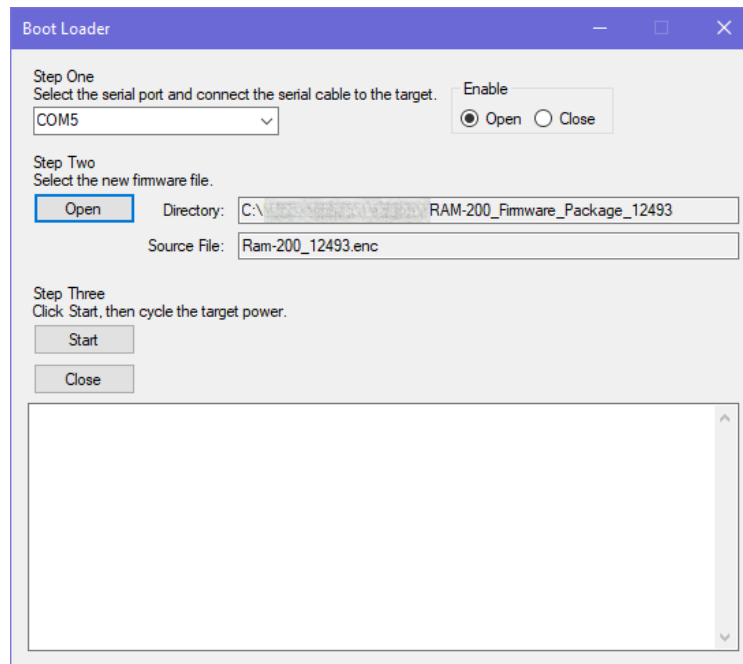 Boot Loader
Step One
Select the serial port and connect the serial cable to the target.
COM5
Enable
Open Close
Step Two
Select the new firmware file.
Open Directory: C:\ RAM-200_Firmware_Package_12493
Source File: Ram-200_12493.enc
Step Three
Click Start, then cycle the target power.
Start
Close